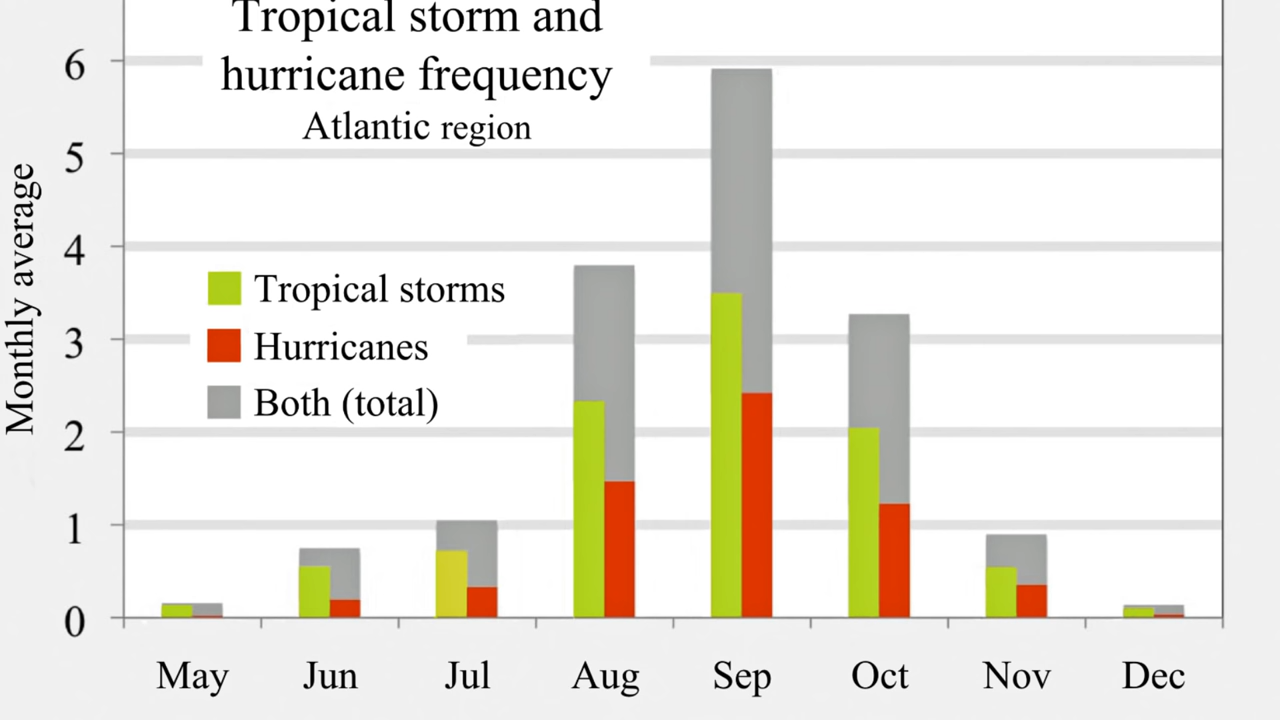 Tropical storm and
hurricane frequency
Atlantic region
Monthly average
6
5
4
3
2
1
0
Tropical storms
Hurricanes
Both (total)
May Jun Jul Aug Sep Oct Nov Dec